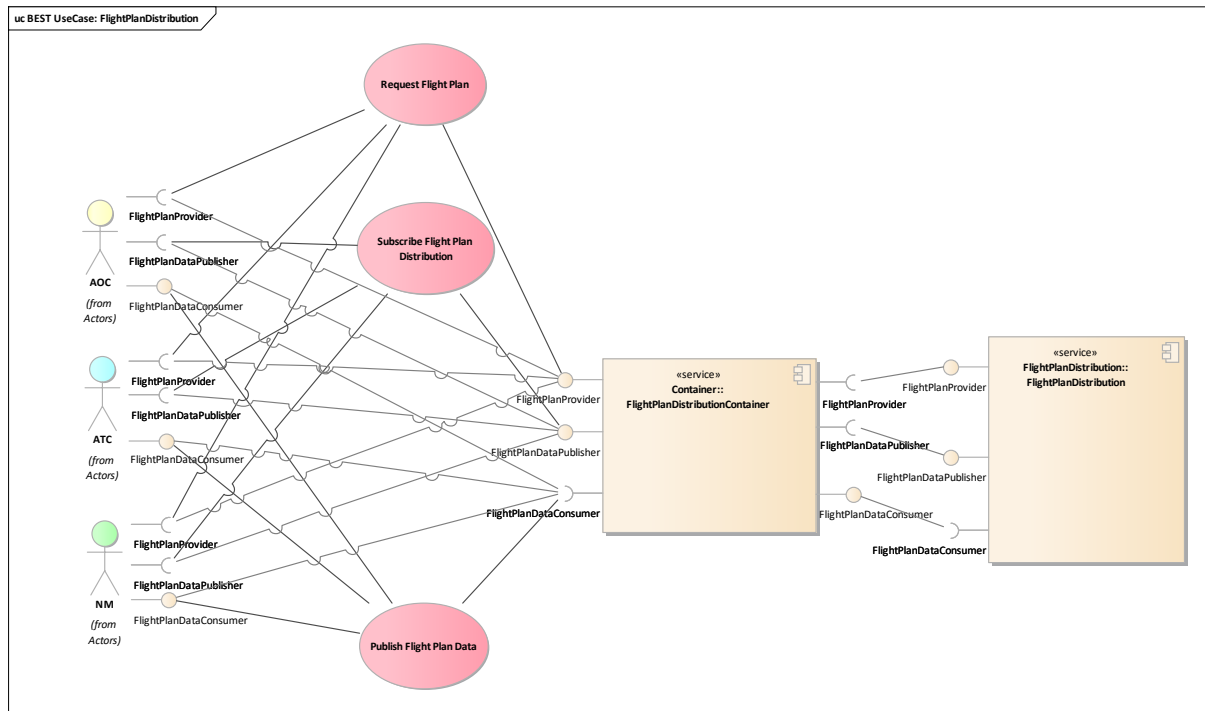 uc BEST UseCase: FlightPlanDistribution
Request Flight Plan
FlightPlanProvider
Subscribe Flight Plan
Distribution
FlightPlanDataPublisher
AOC
(from
Actors)
FlightPlanDataConsumer
FlightPlanProvider
FlightPlanDataPublisher
ATC
(from
Actors)
FlightPlanDataConsumer
FlightPlanProvider
FlightPlanDataPublisher
NM
(from
Actors)
FlightPlanDataConsumer
Publish Flight Plan Data
FlightPlanProvider
FlightPlanDataPublisher
FlightPlanDataConsumer
«service»
Container::
FlightPlanDistributionContainer
FlightPlanProvider
FlightPlanDataPublisher
FlightPlanDataConsumer
FlightPlanProvider
FlightPlanDataPublisher
FlightPlanDataConsumer
«service»
FlightPlanDistribution::
FlightPlanDistribution